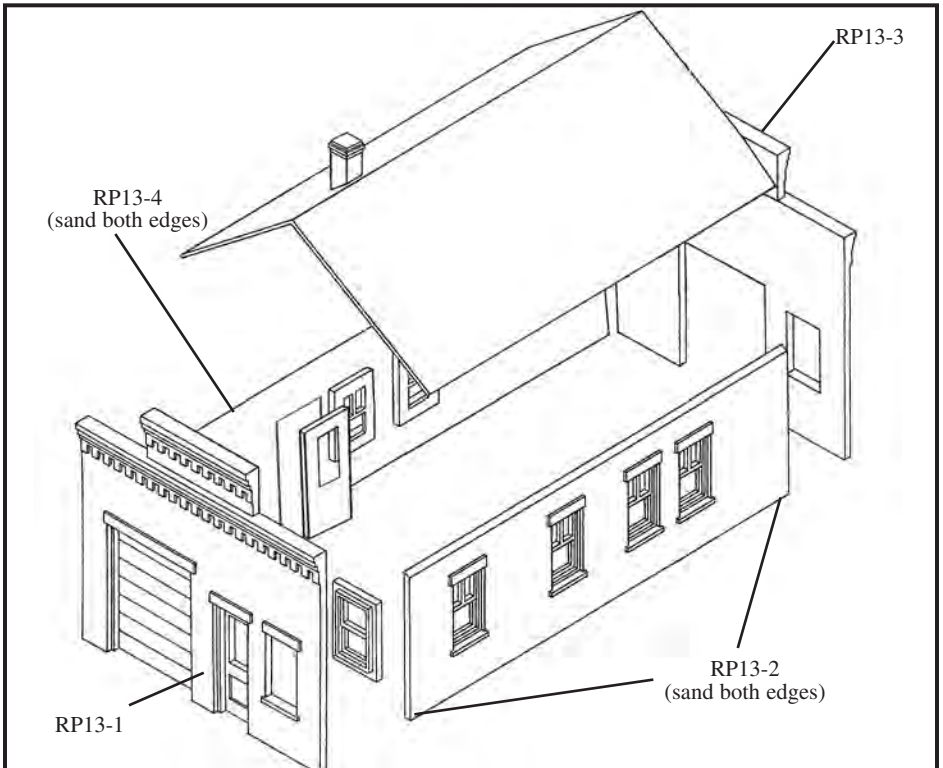 RP13-3
RP13-4
(sand both edges)
RP13-2
(sand both edges)
RP13-1